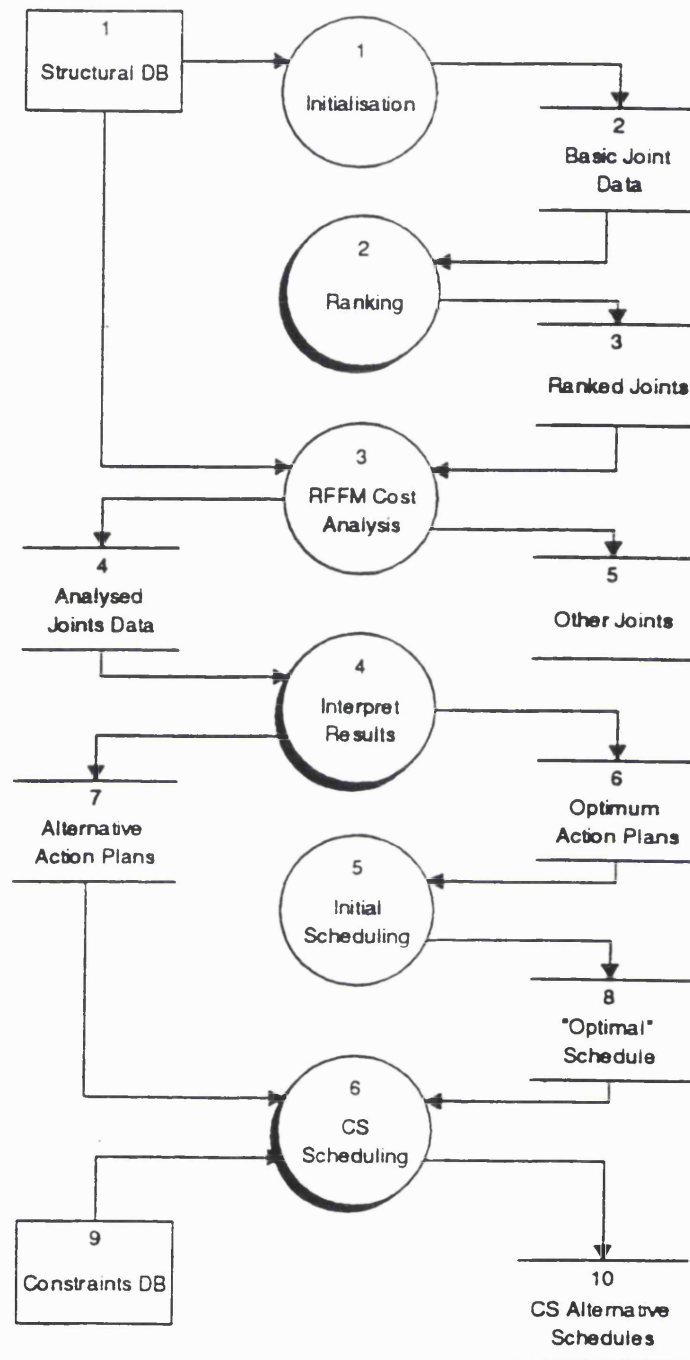 1
Structural DB
1
Initialisation
2
Basic Joint
Data
2
Ranking
3
Ranked Joints
3
RFFM Cost
Analysis
4
Analysed
Joints Data
5
Other Joints
4
Interpret
Results
6
Optimum
Action Plans
7
Alternative
Action Plans
5
Initial
Scheduling
8
"Optimal"
Schedule
6
CS
Scheduling
9
Constraints DB
10
CS Alternative
Schedules